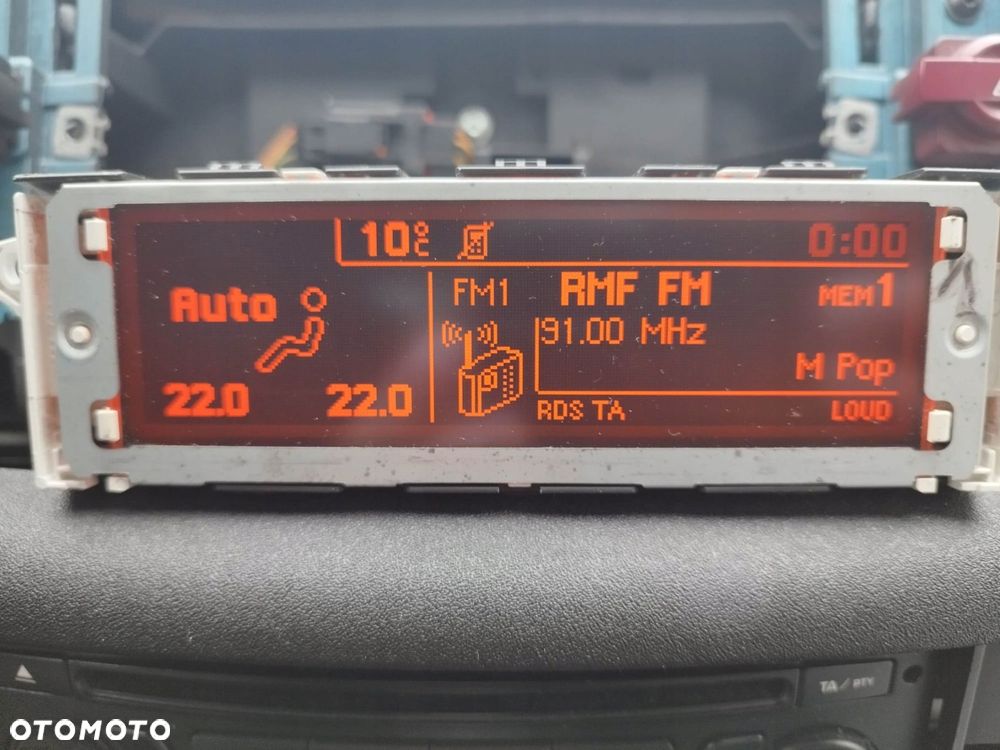 10°C
0:00
Auto
22.0 22.0
FM1 RMF FM MEM1
91.00 MHz
M Pop
RDS TA LOUD
TA/PTY
OTOMOTO